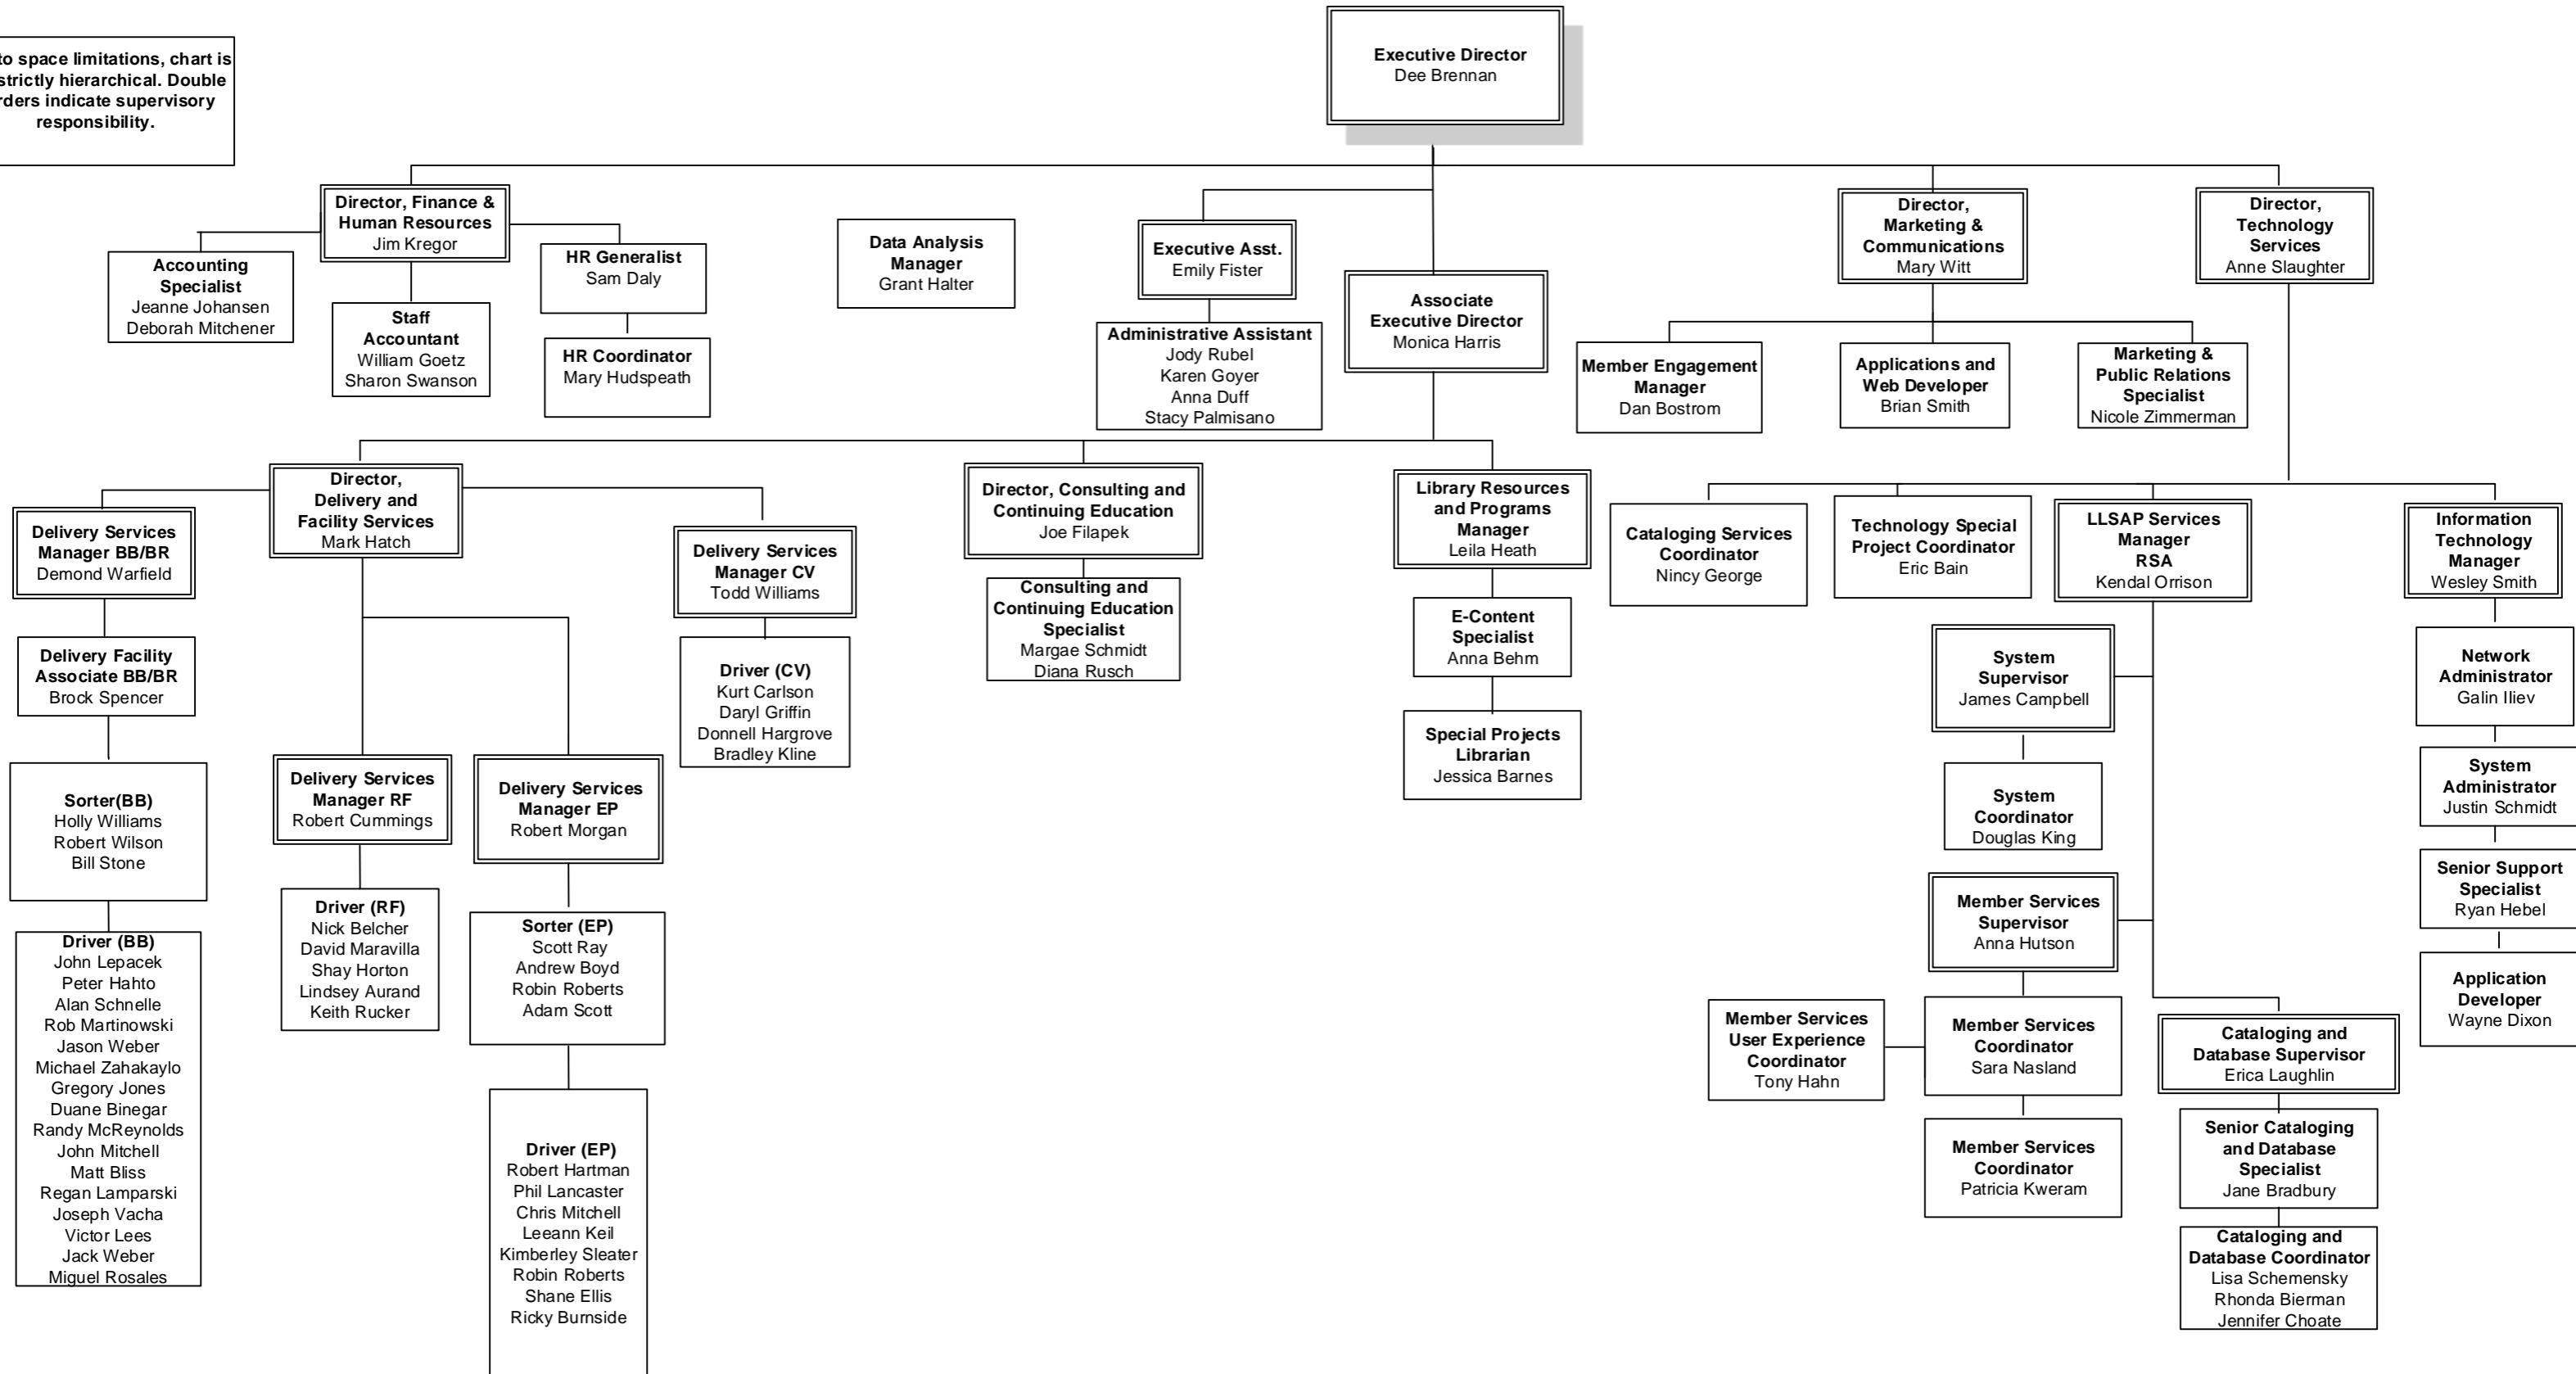 to space limitations, chart is
strictly hierarchical. Double
rders indicate supervisory
responsibility.
Executive Director
Dee Brennan
Director, Finance &
Human Resources
Jim Kregor
Accounting
Specialist
Jeanne Johansen
Deborah Mitchener
Staff
Accountant
William Goetz
Sharon Swanson
HR Generalist
Sam Daly
HR Coordinator
Mary Hudspeath
Data Analysis
Manager
Grant Halter
Executive Asst.
Emily Fister
Administrative Assistant
Jody Rubel
Karen Goyer
Anna Duff
Stacy Palmisano
Associate
Executive Director
Monica Harris
Director,
Marketing &
Communications
Mary Witt
Director,
Technology
Services
Anne Slaughter
Member Engagement
Manager
Dan Bostrom
Applications and
Web Developer
Brian Smith
Marketing &
Public Relations
Specialist
Nicole Zimmerman
Director,
Delivery and
Facility Services
Mark Hatch
Delivery Services
Manager BB/BR
Demond Warfield
Delivery Facility
Associate BB/BR
Brock Spencer
Sorter(BB)
Holly Williams
Robert Wilson
Bill Stone
Driver (BB)
John Lepacek
Peter Hahto
Alan Schnelle
Rob Martinowski
Jason Weber
Michael Zahakaylo
Gregory Jones
Duane Binegar
Randy McReynolds
John Mitchell
Matt Bliss
Regan Lamparski
Joseph Vacha
Victor Lees
Jack Weber
Miguel Rosales
Delivery Services
Manager RF
Robert Cummings
Driver (RF)
Nick Belcher
David Maravilla
Shay Horton
Lindsey Aurand
Keith Rucker
Delivery Services
Manager EP
Robert Morgan
Sorter (EP)
Scott Ray
Andrew Boyd
Robin Roberts
Adam Scott
Driver (EP)
Robert Hartman
Phil Lancaster
Chris Mitchell
Leeann Keil
Kimberley Sleater
Robin Roberts
Shane Ellis
Ricky Burnside
Delivery Services
Manager CV
Todd Williams
Driver (CV)
Kurt Carlson
Daryl Griffin
Donnell Hargrove
Bradley Kline
Director, Consulting and
Continuing Education
Joe Filapek
Consulting and
Continuing Education
Specialist
Margae Schmidt
Diana Rusch
Library Resources
and Programs
Manager
Leila Heath
E-Content
Specialist
Anna Behm
Special Projects
Librarian
Jessica Barnes
Cataloging Services
Coordinator
Nincy George
Technology Special
Project Coordinator
Eric Bain
LLSAP Services
Manager
RSA
Kendal Orrison
System
Supervisor
James Campbell
System
Coordinator
Douglas King
Member Services
Supervisor
Anna Hutson
Member Services
User Experience
Coordinator
Tony Hahn
Member Services
Coordinator
Sara Nasland
Member Services
Coordinator
Patricia Kweram
Cataloging and
Database Supervisor
Erica Laughlin
Senior Cataloging
and Database
Specialist
Jane Bradbury
Cataloging and
Database Coordinator
Lisa Schemensky
Rhonda Bierman
Jennifer Choate
Information
Technology
Manager
Wesley Smith
Network
Administrator
Galin Iliev
System
Administrator
Justin Schmidt
Senior Support
Specialist
Ryan Hebel
Application
Developer
Wayne Dixon